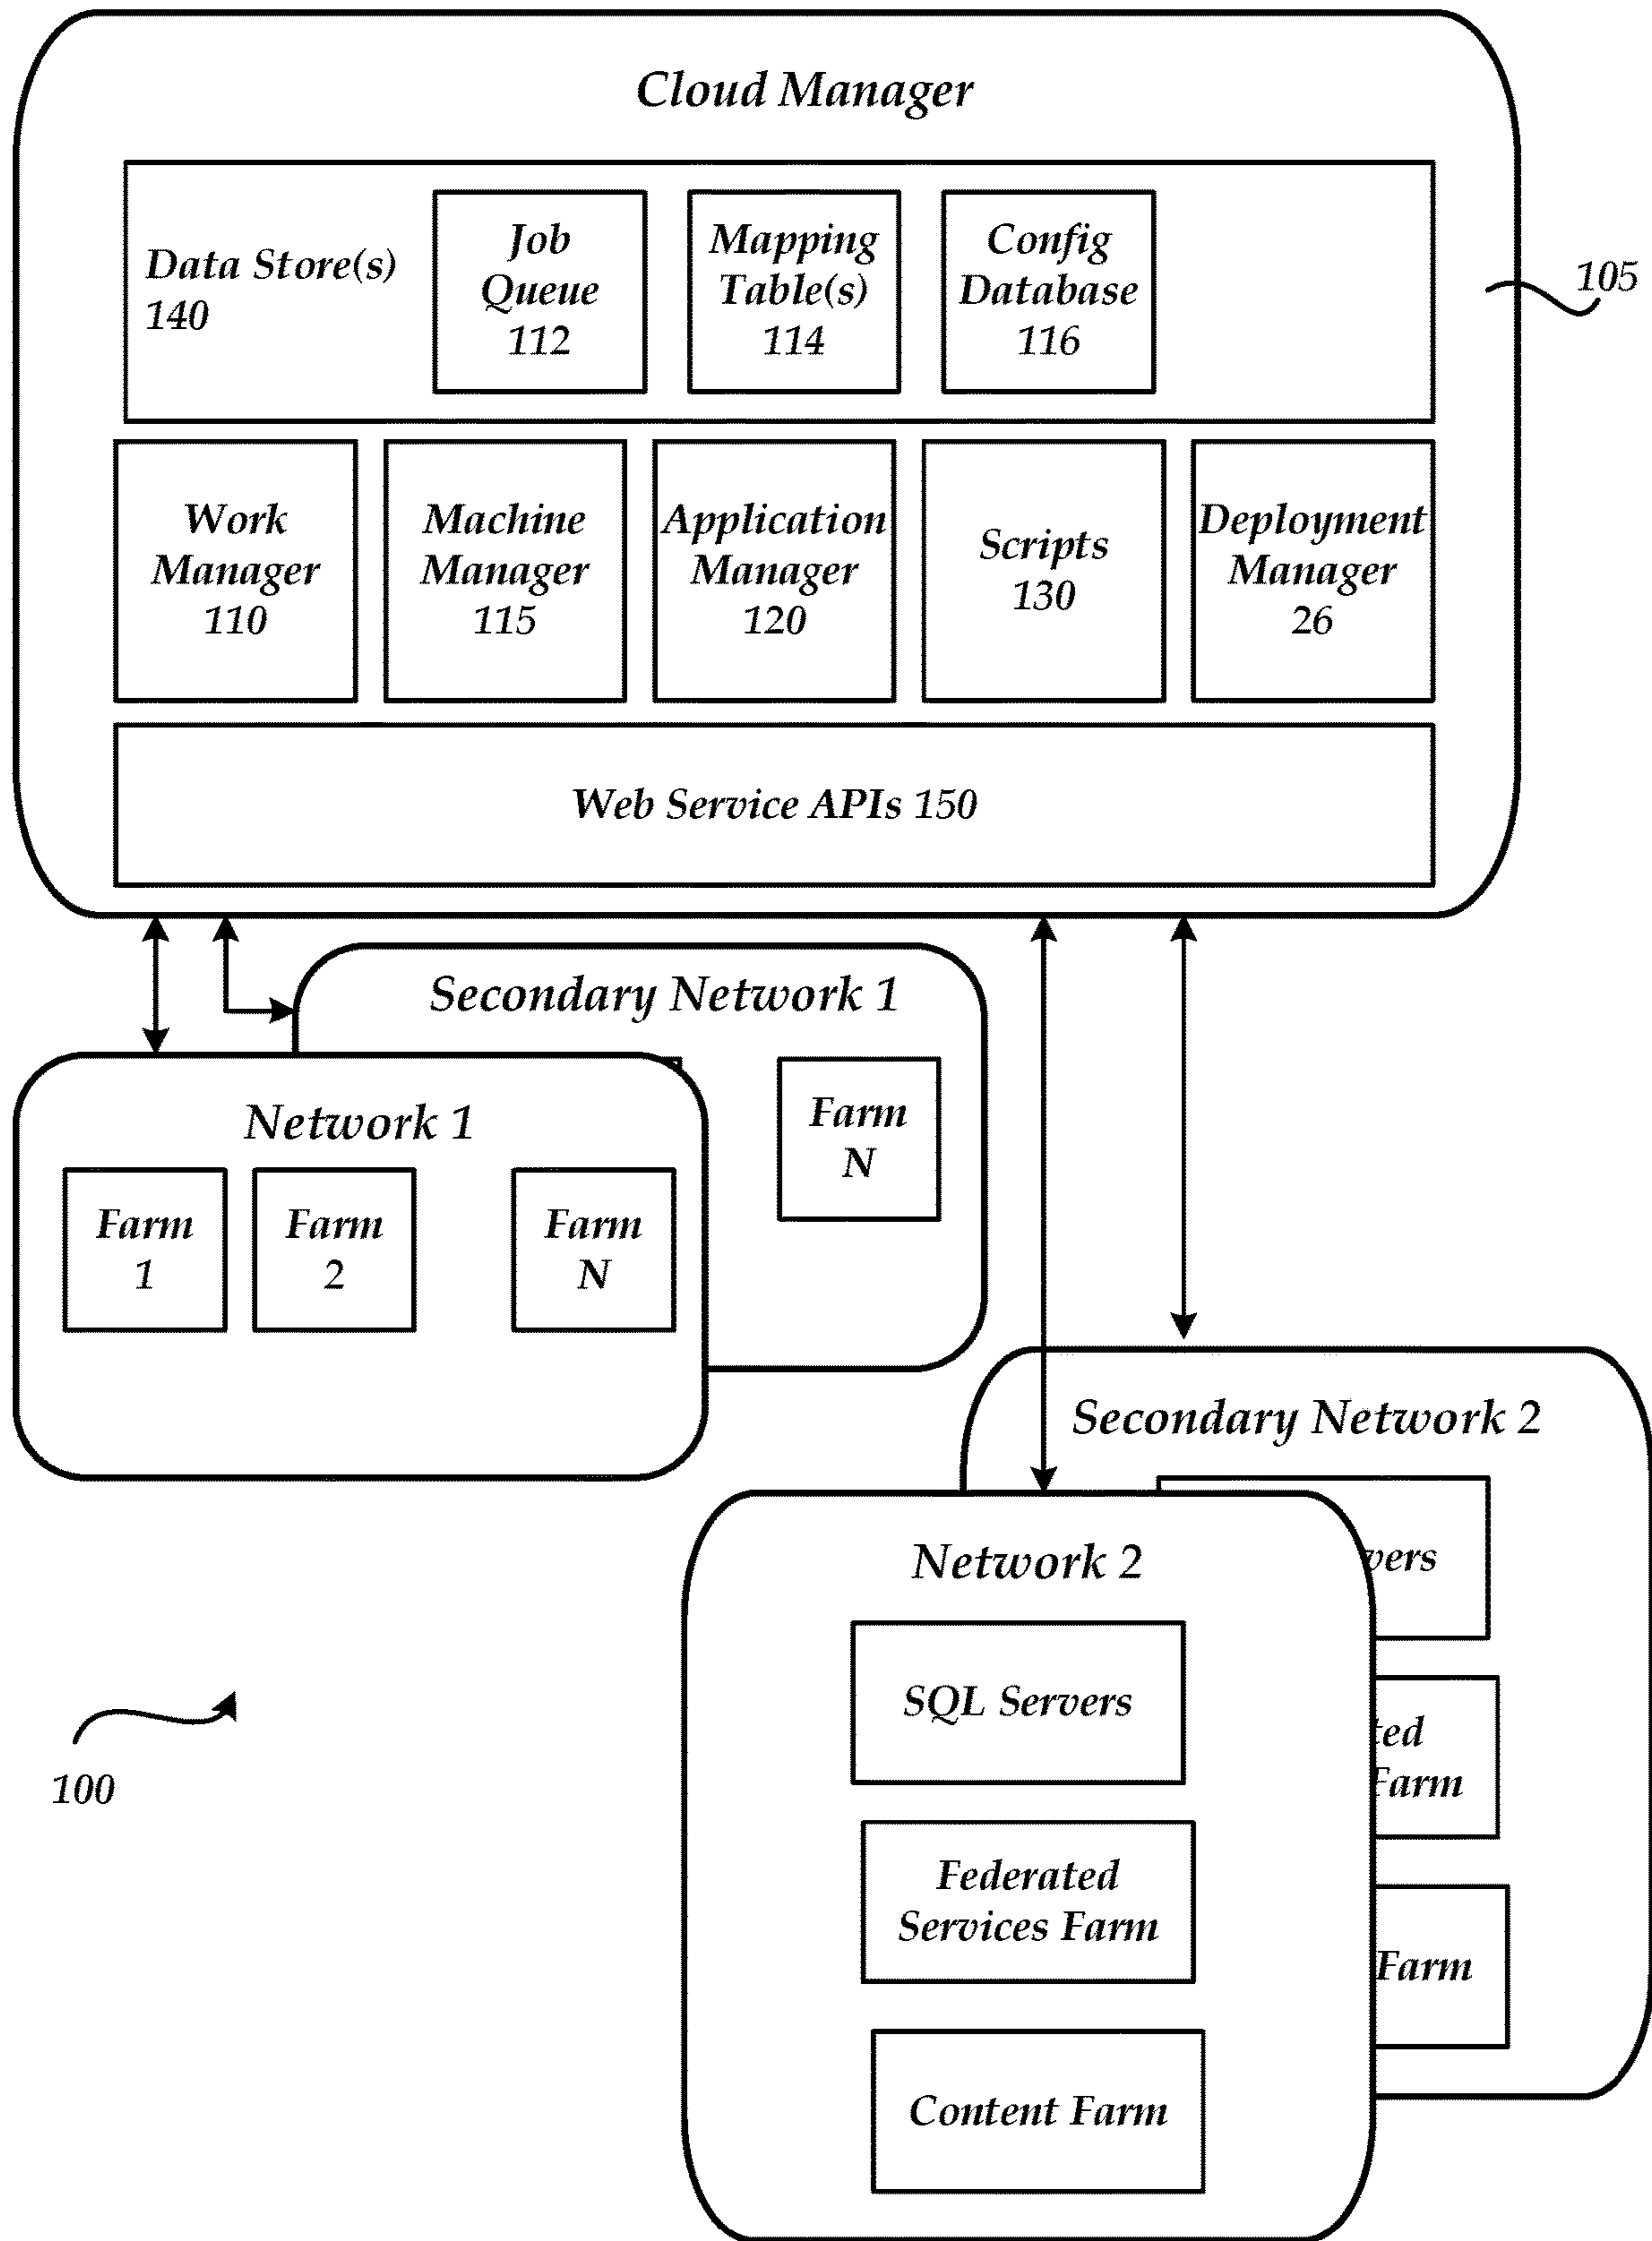 Cloud Manager
Data Store(s)
140
Job
Queue
112
Mapping
Table(s)
114
Config
Database
116
105
Work
Manager
110
Machine
Manager
115
Application
Manager
120
Scripts
130
Deployment
Manager
26
Web Service APIs 150
Secondary Network 1
Farm
N
Network 1
Farm
1
Farm
2
Farm
N
Secondary Network 2
Farm
Farm
Network 2
SQL Servers
Federated
Services Farm
Content Farm
100